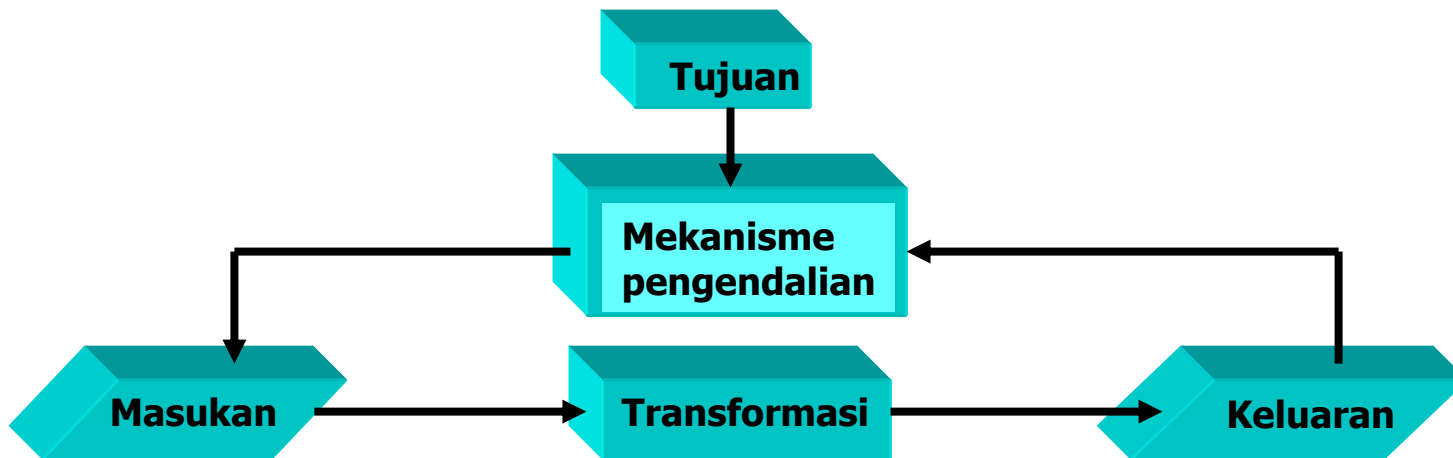 Tujuan
Mekanisme
pengendalian
Masukan
Transformasi
Keluaran